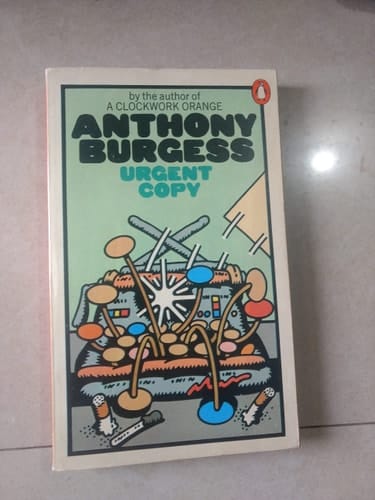 by the author of
A CLOCKWORK ORANGE
ANTHONY
BURGESS
URGENT
COPY